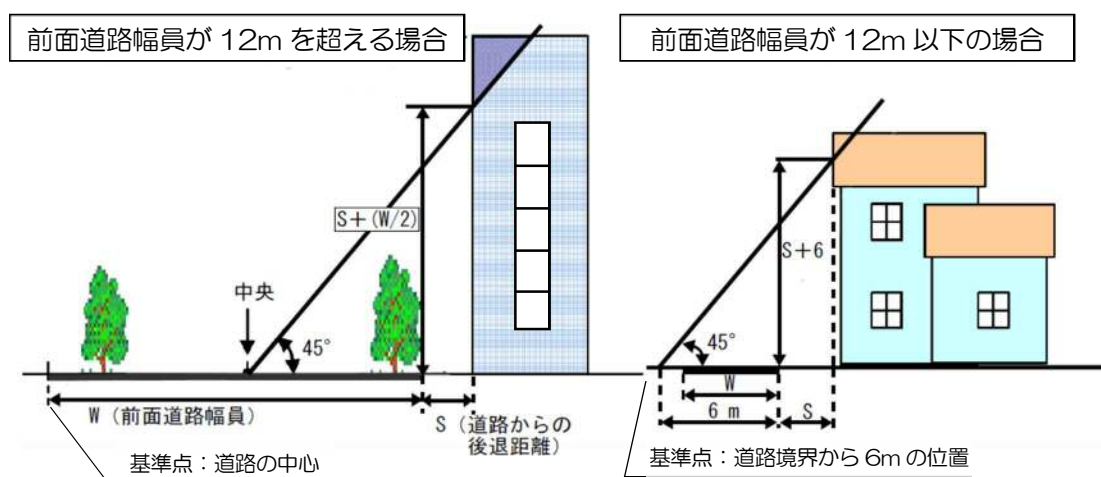 前面道路幅員が 12m を超える場合
前面道路幅員が 12m 以下の場合
S+(W/2)
中央
45°
W(前面道路幅員)
S(道路からの
後退距離)
基準点:道路の中心
S+6
45°
W
6 m
S
基準点:道路境界から 6m の位置